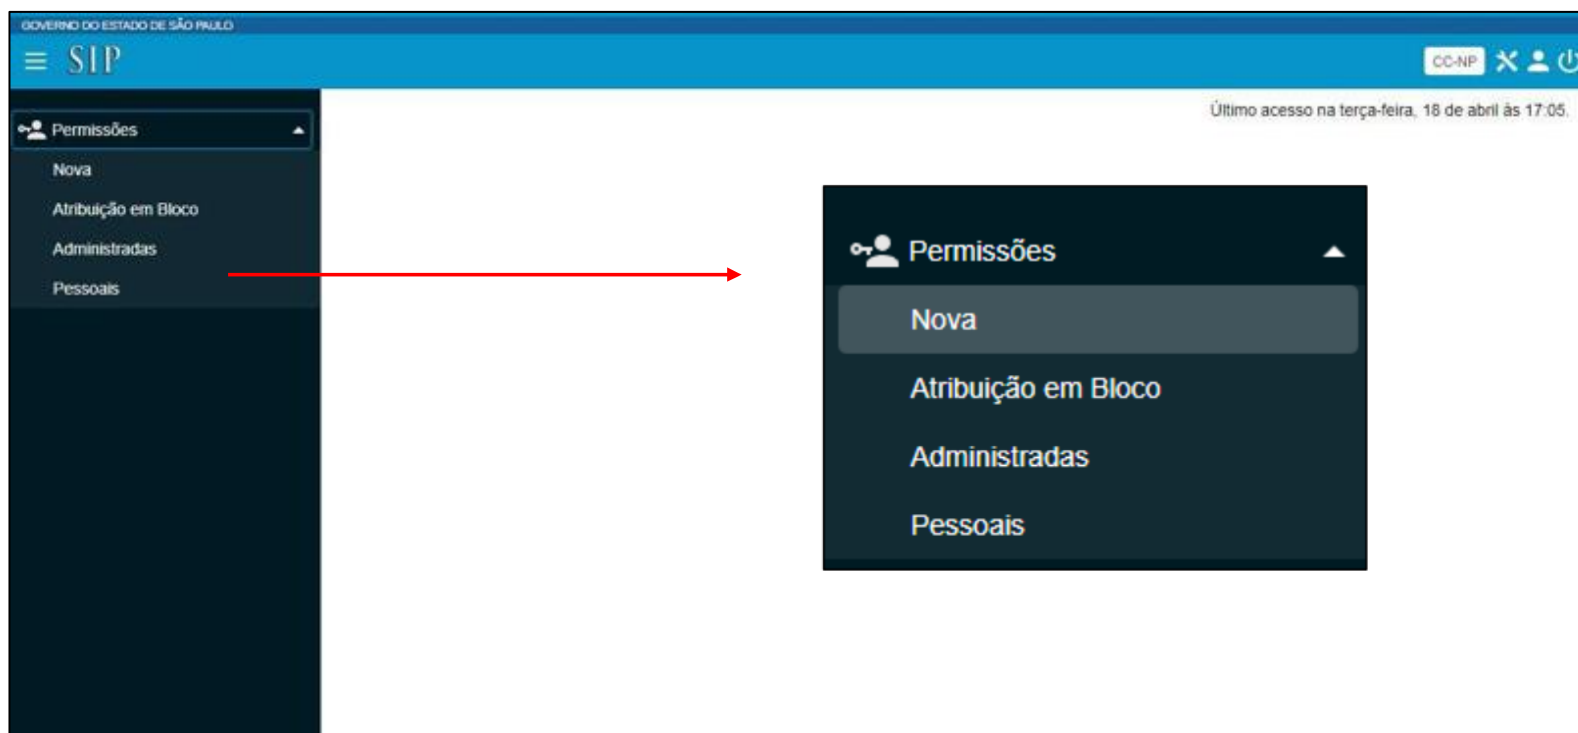 GOVERNO DO ESTADO DE SÃO PAULO
SIP
CC-NP
Último acesso na terça-feira, 18 de abril às 17:05.
Permissões
Nova
Atribuição em Bloco
Administradas
Pessoais
Permissões
Nova
Atribuição em Bloco
Administradas
Pessoais